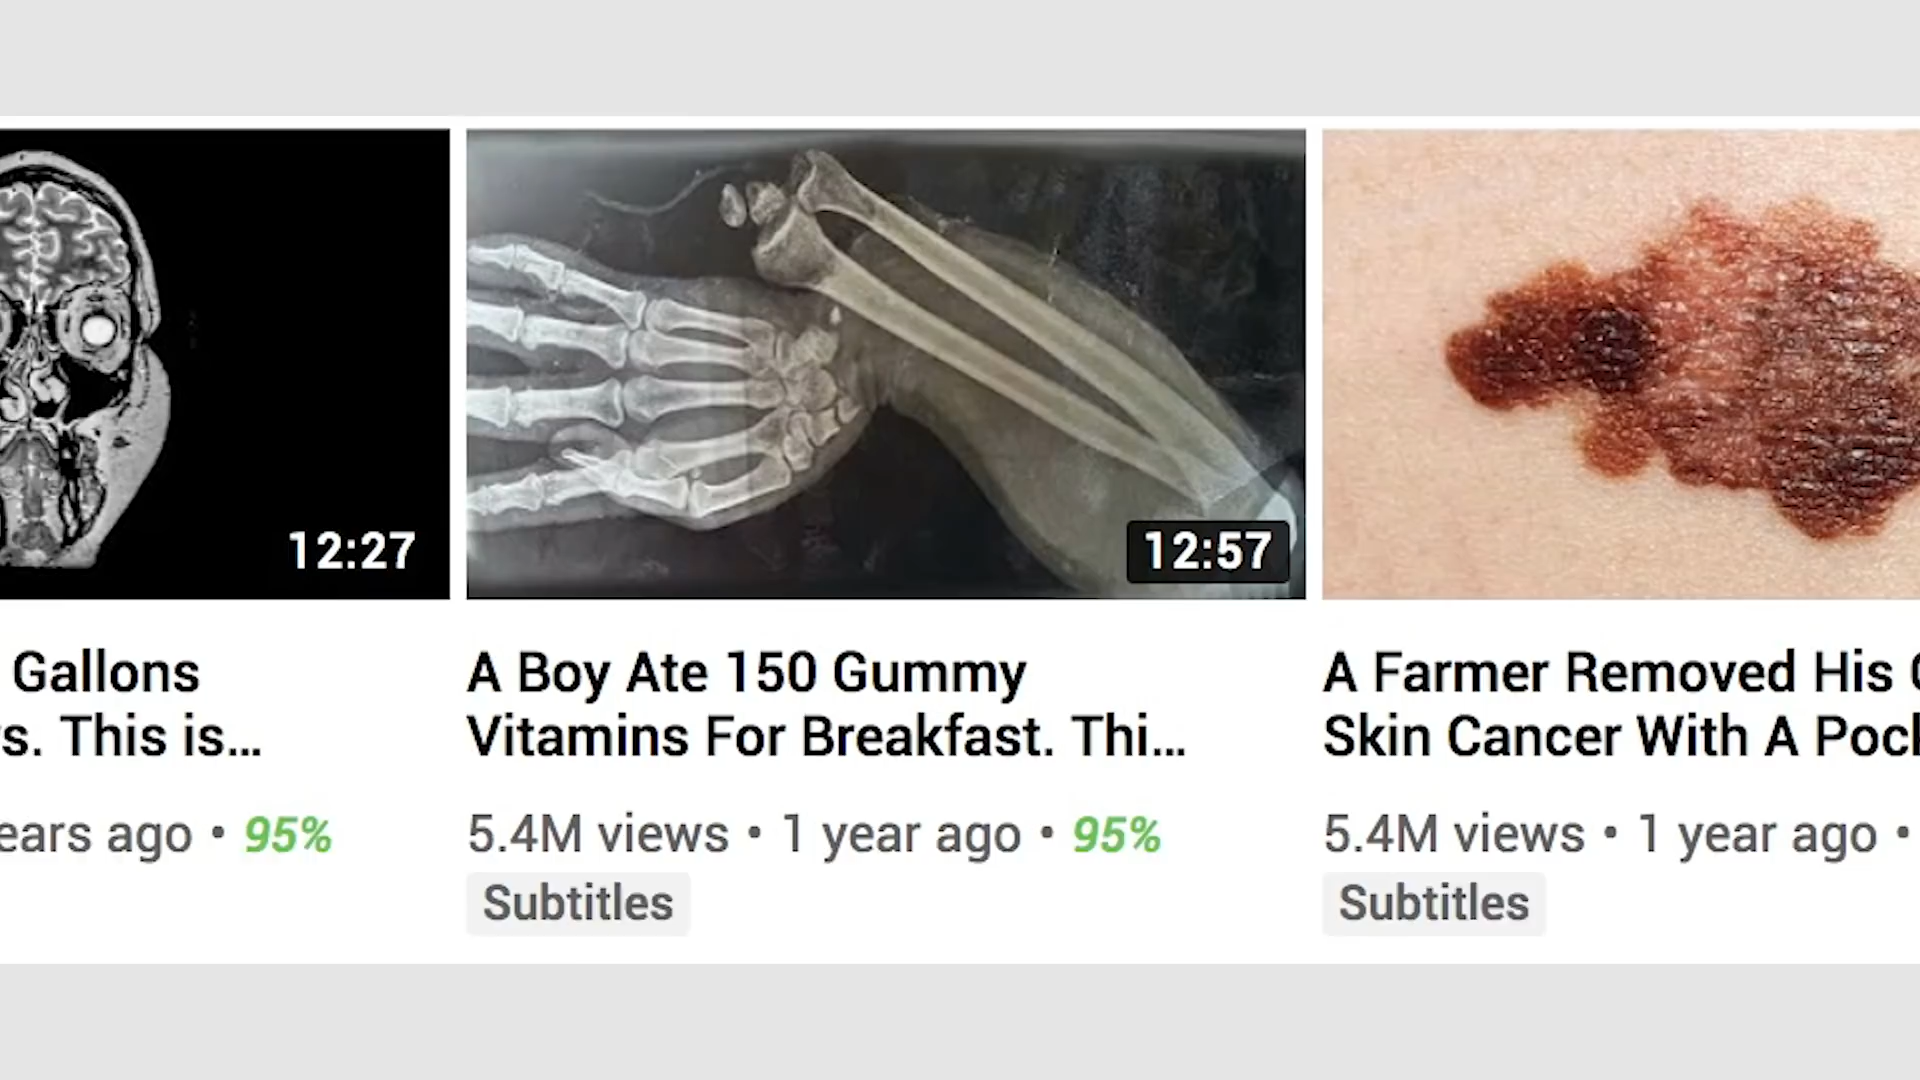 12:27
Gallons
s. This is...
ears ago • 95%
12:57
A Boy Ate 150 Gummy
Vitamins For Breakfast. Thi...
5.4M views • 1 year ago • 95%
Subtitles
A Farmer Removed His
Skin Cancer With A Poc
5.4M views • 1 year ago •
Subtitles